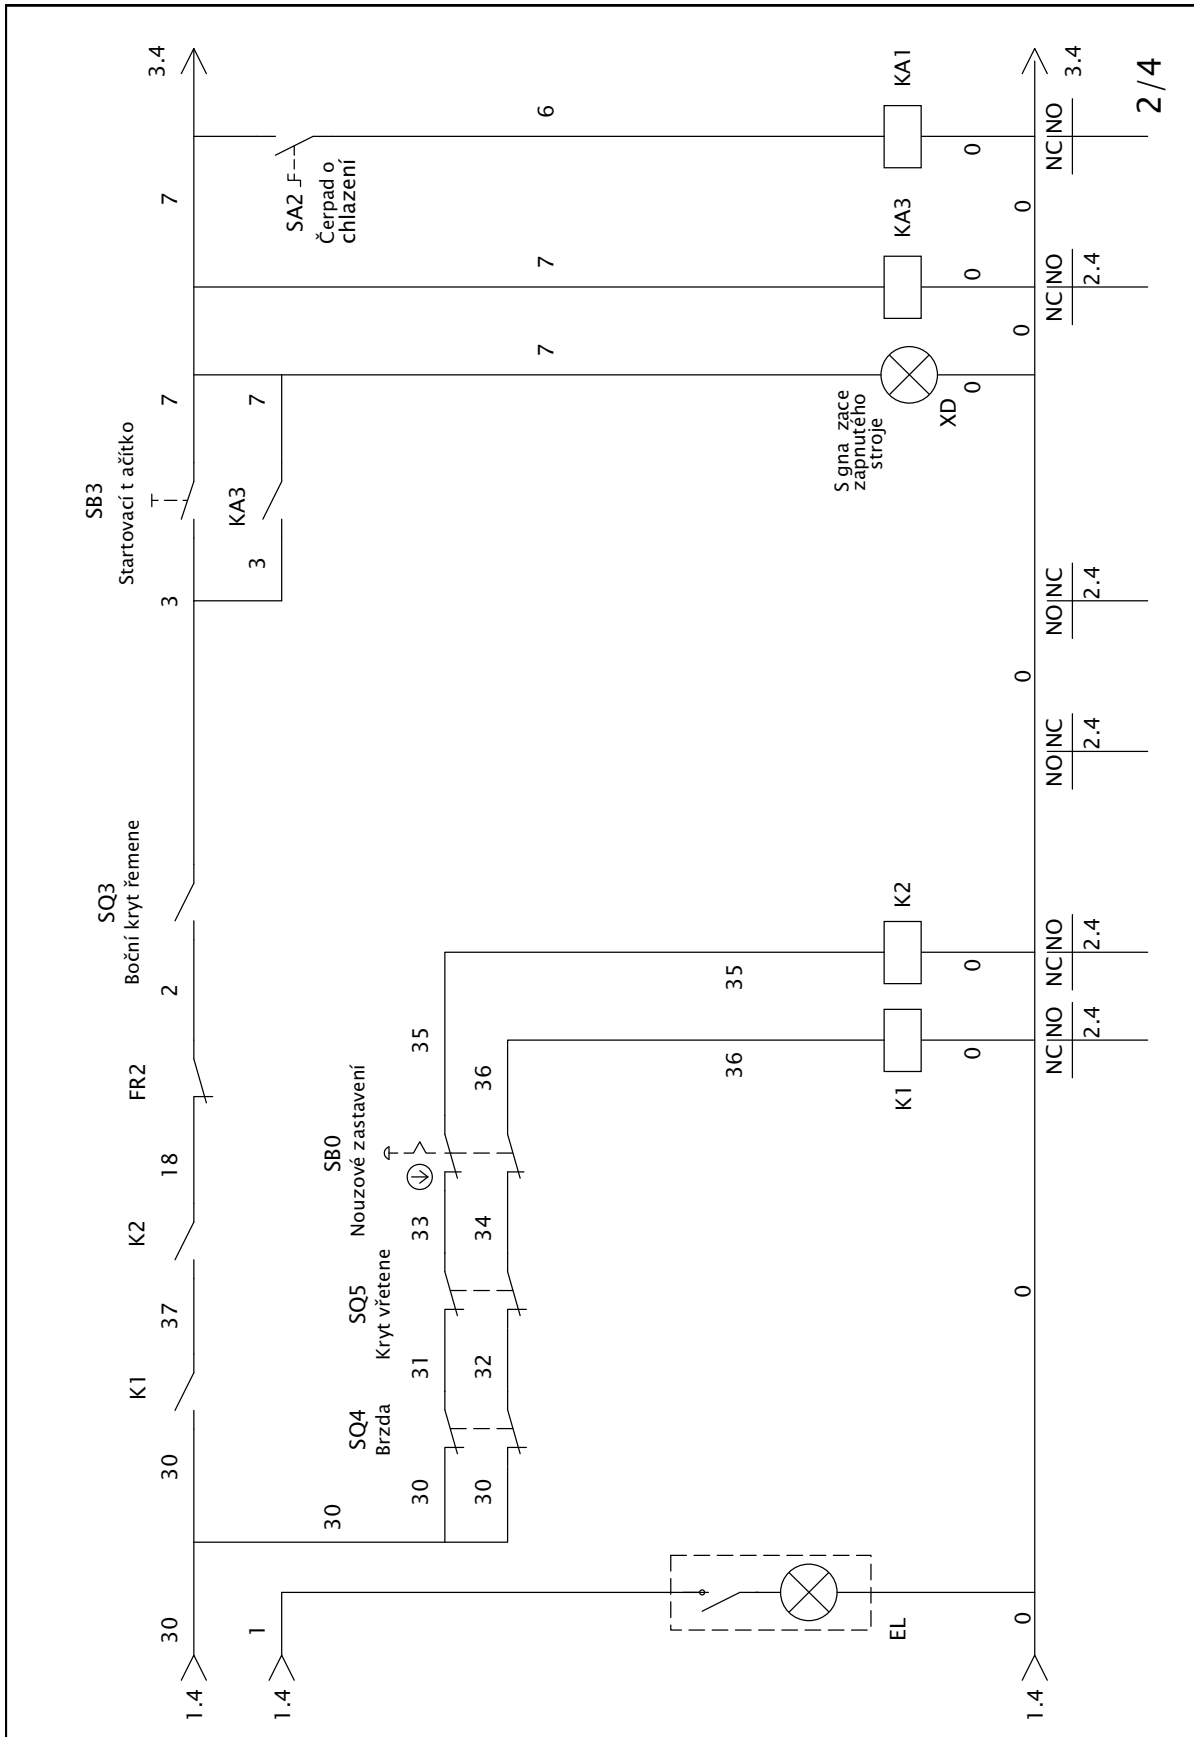 SB3
Startovací t ačítko
SQ3
Boční kryt řemene
K1
K2
FR2
3.4
30
30
37
18
2
3
7
7
1.4
KA3
1
3
7
1.4
SA2
Čerpad o
chlazení
30
SB0
Nouzové zastavení
SQ4
Brzda
SQ5
Kryt vřetene
30
31
33
35
30
32
34
36
7
7
6
36
35
S gna zace
zapnutého
stroje
EL
K1
K2
KA3
KA1
XD
0
0
0
0
0
1.4
0
0
0
0
0
0
3.4
NC NO
2.4
NC NO
2.4
NO NC
2.4
NO NC
2.4
NC NO
2.4
NC NO
2/4